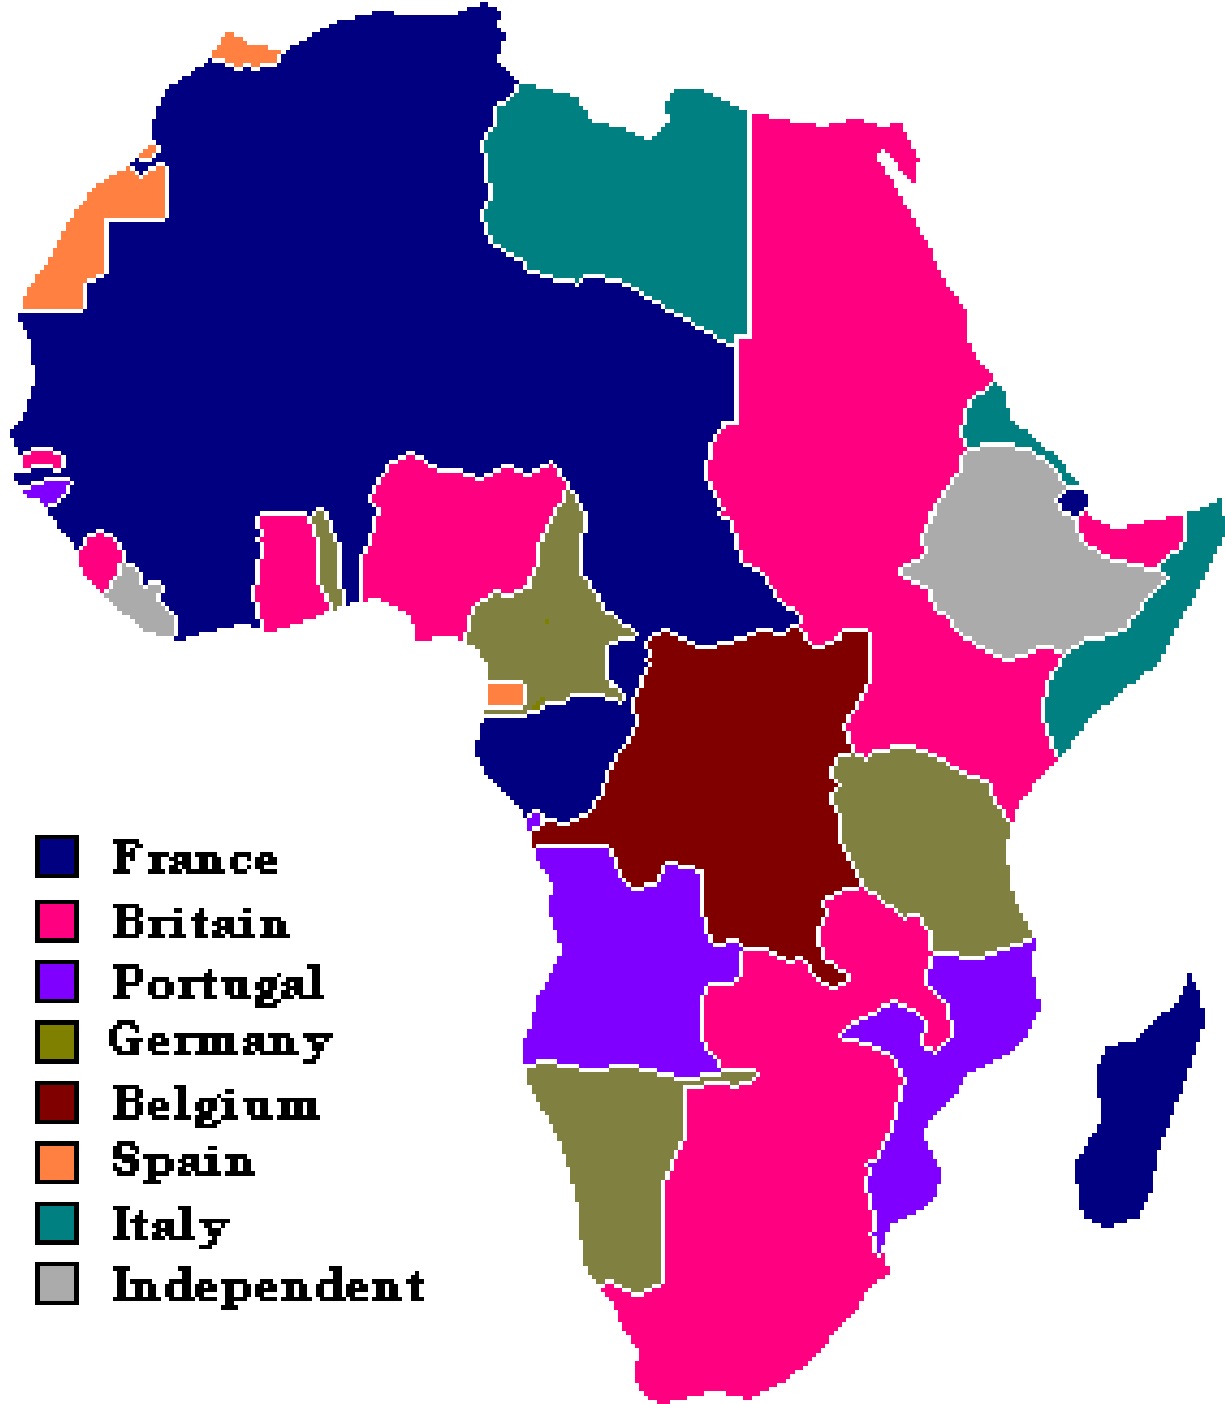 France
Britain
Portugal
Germany
Belgium
Spain
Italy
Independent